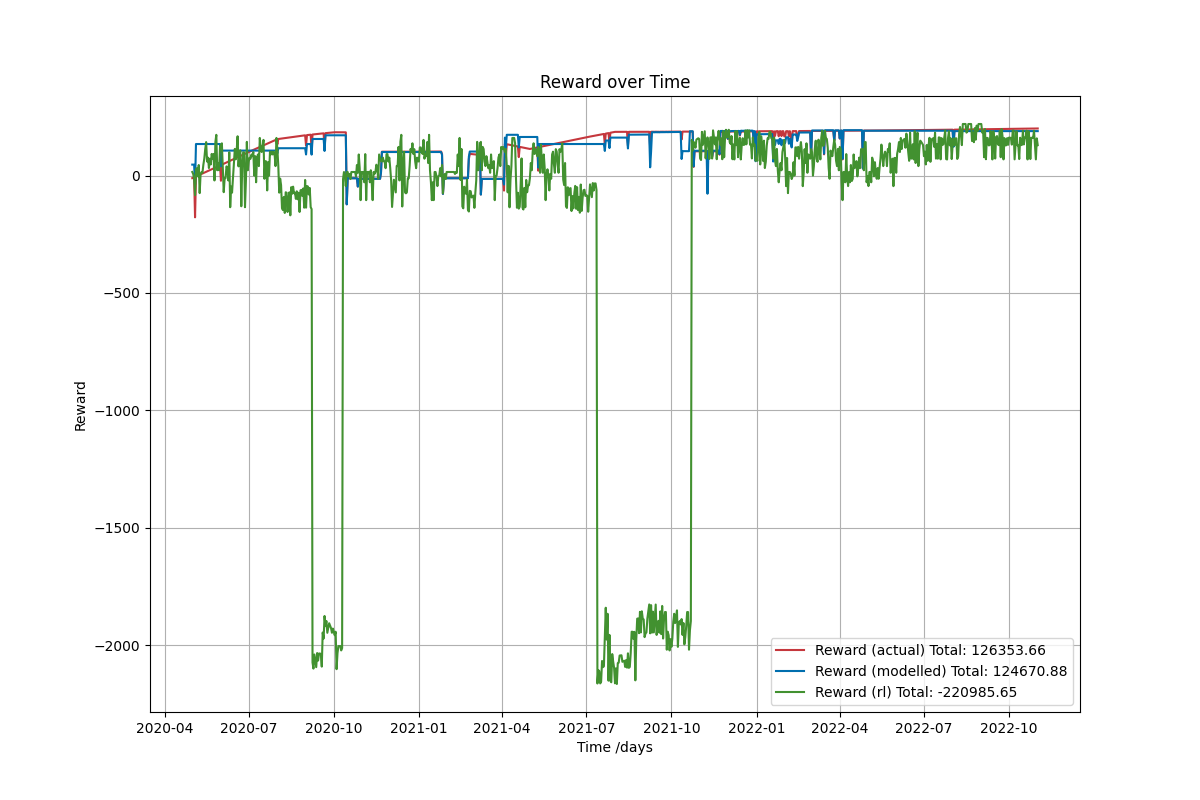 Reward over Time
Reward
0
−500
−1000
−1500
−2000
2020-04 2020-07 2020-10 2021-01 2021-04 2021-07 2021-10 2022-01 2022-04 2022-07 2022-10
Time /days
Reward (actual) Total: 126353.66
Reward (modelled) Total: 124670.88
Reward (rl) Total: -220985.65